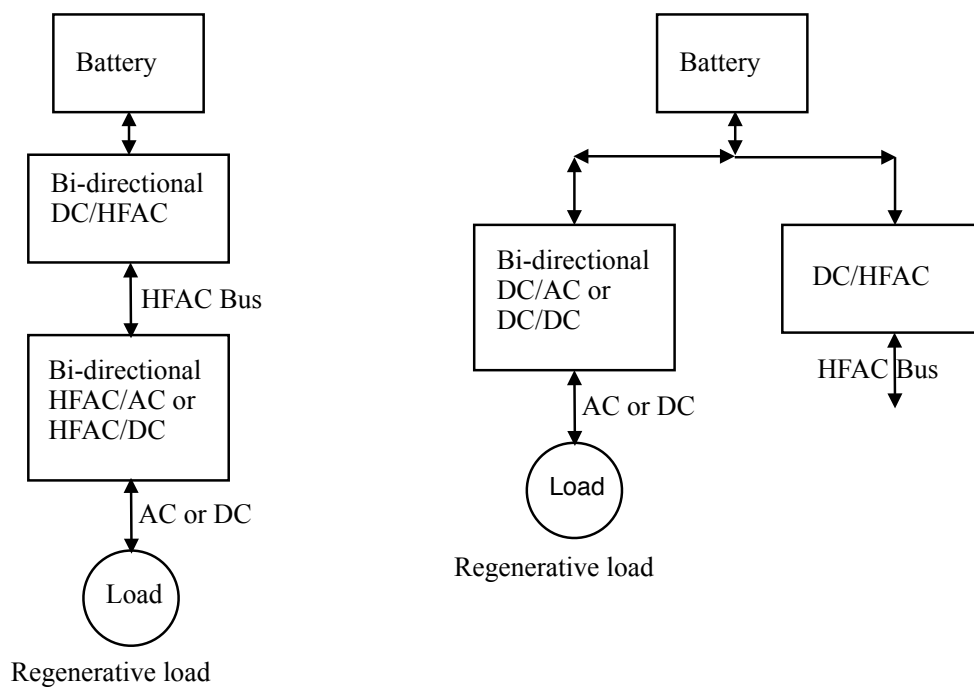 Battery
Bi-directional
DC/HFAC
HFAC Bus
Bi-directional
HFAC/AC or
HFAC/DC
AC or DC
Load
Regenerative load
Battery
Bi-directional
DC/AC or
DC/DC
DC/HFAC
HFAC Bus
AC or DC
Load
Regenerative load